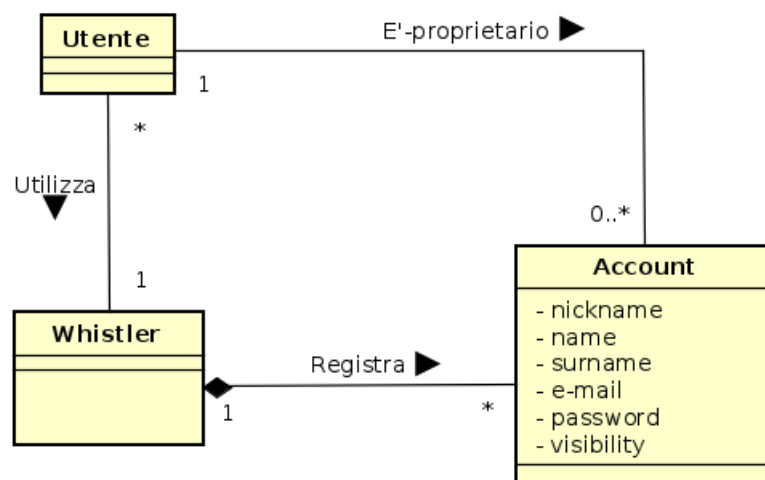 Utente
E'-proprietario
1
*
Utilizza
0..*
1
Account
- nickname
- name
- surname
- e-mail
- password
- visibility
Whistler
Registra
1
*